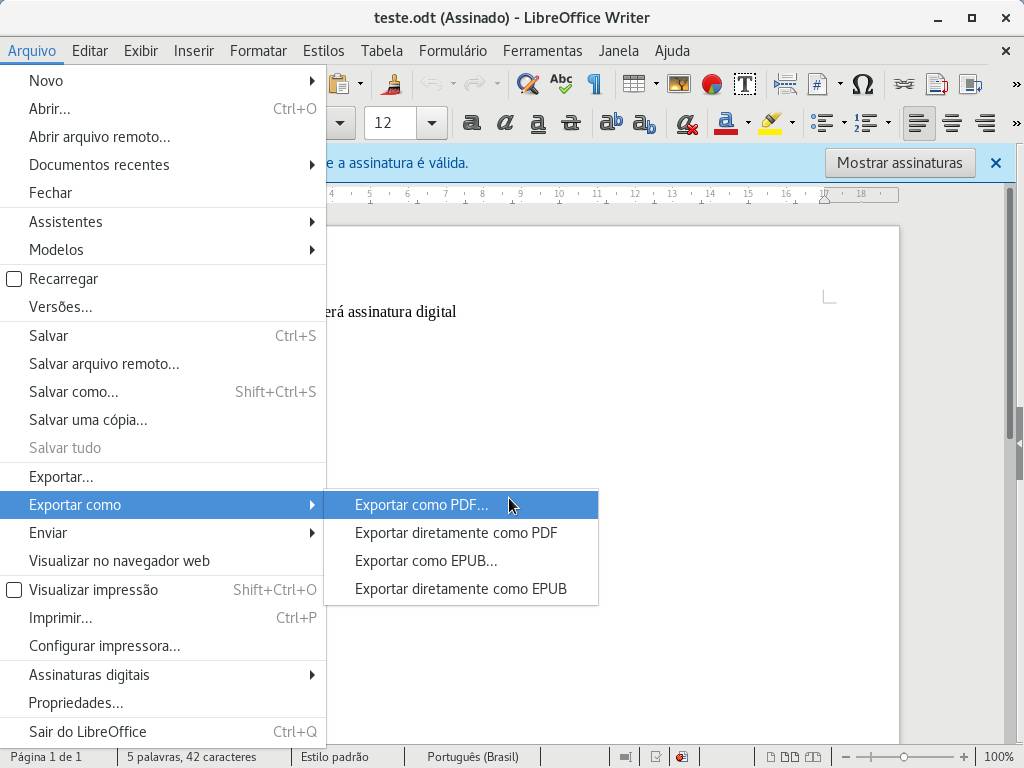 teste.odt (Assinado) - LibreOffice Writer
Arquivo Editar Exibir Inserir Formatar Estilos Tabela Formulário Ferramentas Janela Ajuda
12
e a assinatura é válida.
Mostrar assinaturas
4 5 6 7 8 9 10 11 12 13 14 15 16 17 18
erá assinatura digital
Novo
Abrir... Ctrl+O
Abrir arquivo remoto...
Documentos recentes
Fechar
Assistentes
Modelos
Recarregar
Versões...
Salvar Ctrl+S
Salvar arquivo remoto...
Salvar como... Shift+Ctrl+S
Salvar uma cópia...
Salvar tudo
Exportar...
Exportar como
Enviar
Visualizar no navegador web
Visualizar impressão Shift+Ctrl+O
Imprimir... Ctrl+P
Configurar impressora...
Assinaturas digitais
Propriedades...
Sair do LibreOffice Ctrl+Q
Exportar como PDF...
Exportar diretamente como PDF
Exportar como EPUB...
Exportar diretamente como EPUB
Página 1 de 1
5 palavras, 42 caracteres
Estilo padrão
Português (Brasil)
100%